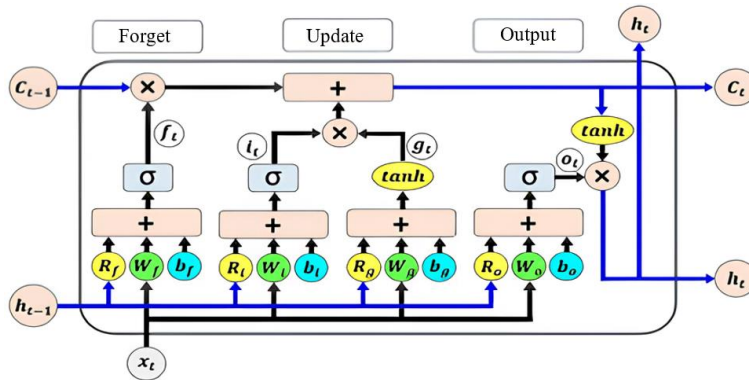 Forget Update Output
h_t
C_{t-1} × + C_t
tanh
f_t i_t × g_t o_t ×
σ σ tanh σ
+ + + +
R_f W_f b_f R_i W_i b_i R_g W_g b_g R_o W_o b_o
h_t
h_{t-1}
x_t